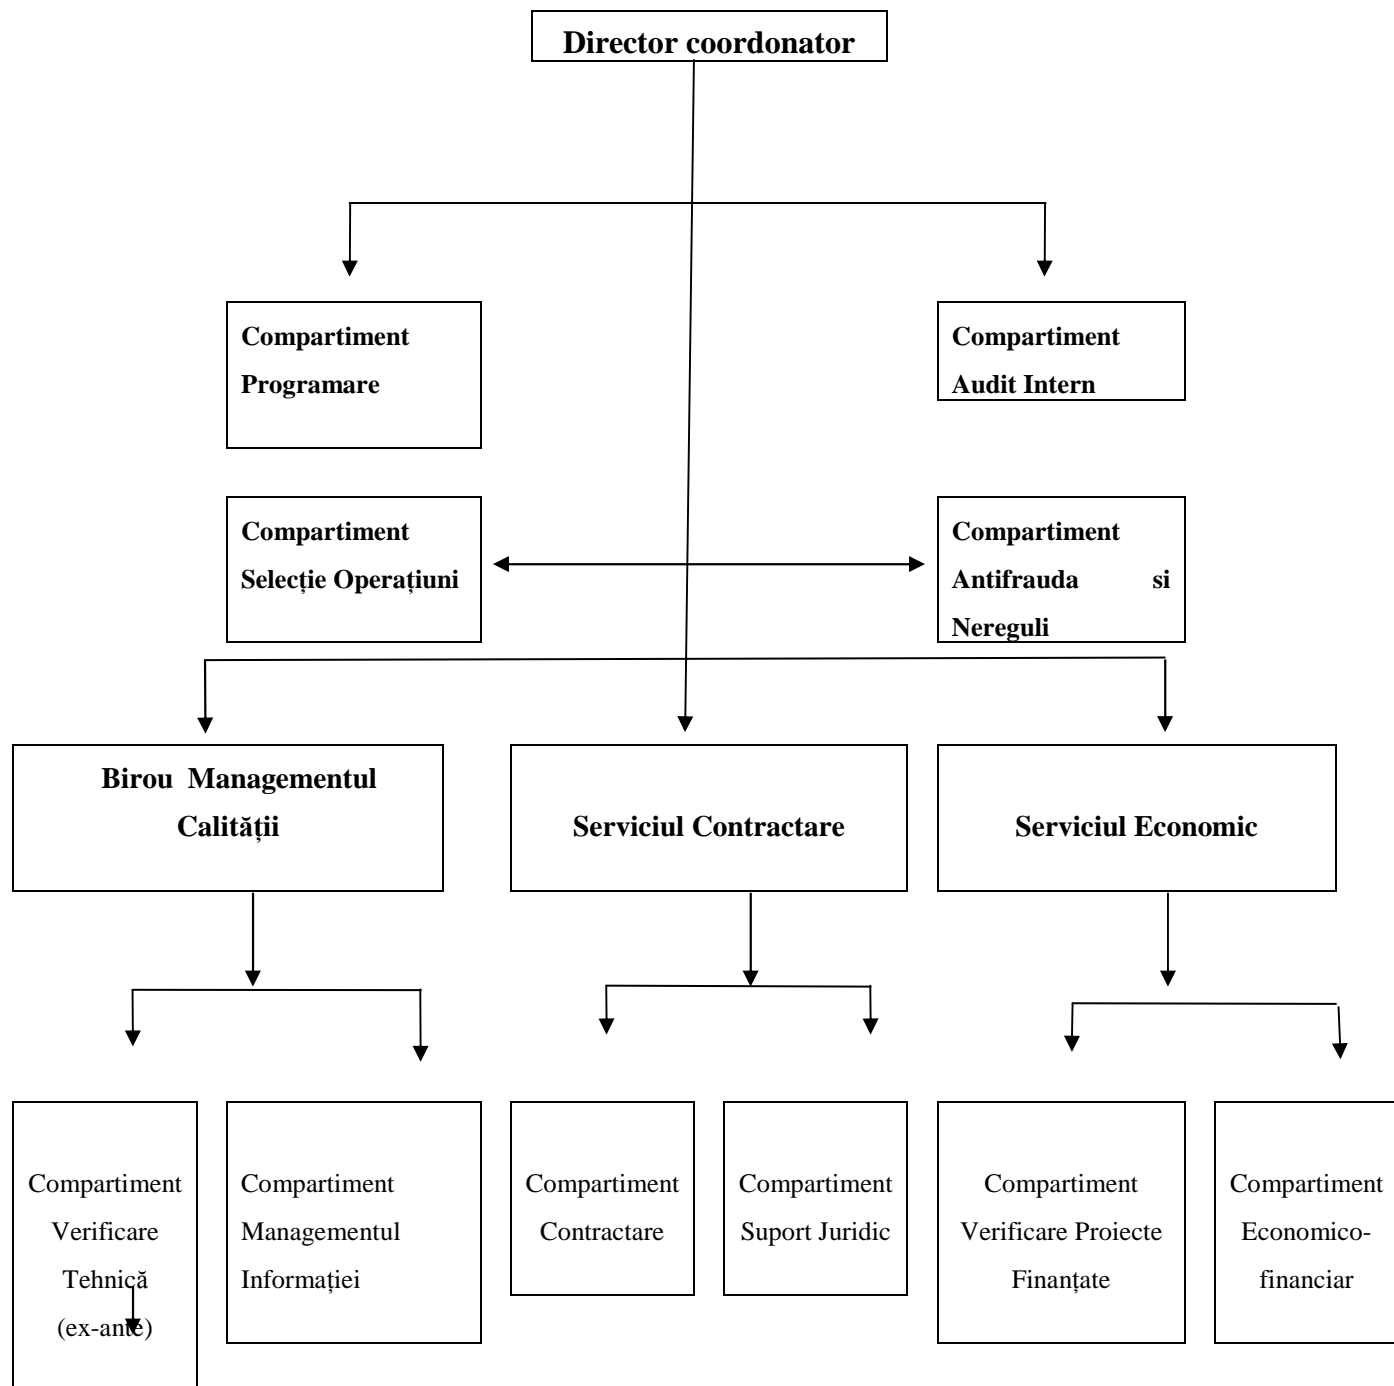 Director coordonator
Compartiment
Programare
Compartiment
Audit Intern
Compartiment
Selecție Operațiuni
Compartiment
Antifrauda si
Nereguli
Birou Managementul
Calității
Serviciul Contractare
Serviciul Economic
Compartiment
Verificare
Tehnică
(ex-ante)
Compartiment
Managementul
Informației
Compartiment
Contractare
Compartiment
Suport Juridic
Compartiment
Verificare Proiecte
Finanțate
Compartiment
Economico-
financiar